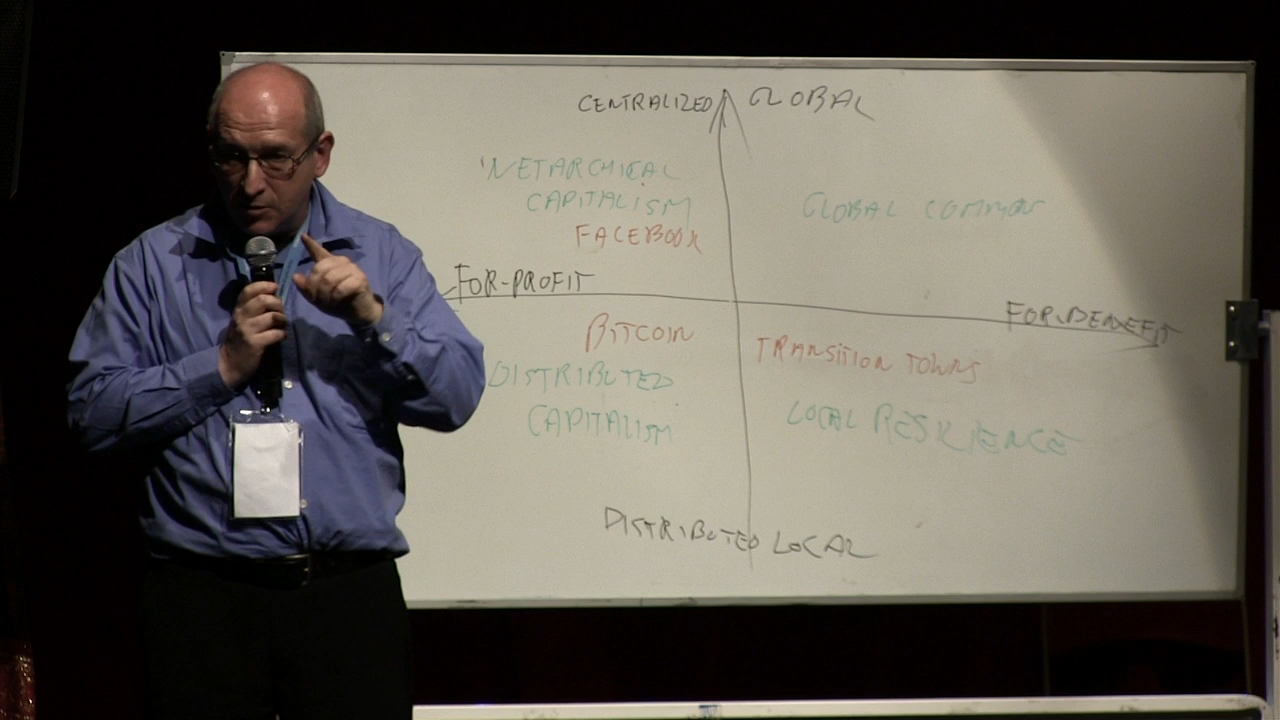 CENTRALIZED GLOBAL
'NETARCHICAL
CAPITALISM
FACEBOOK
GLOBAL COMMONS
FOR-PROFIT
FOR-BENEFIT
BITCOIN
DISTRIBUTED
CAPITALISM
TRANSITION TOWNS
LOCAL RESILIENCE
DISTRIBUTED LOCAL